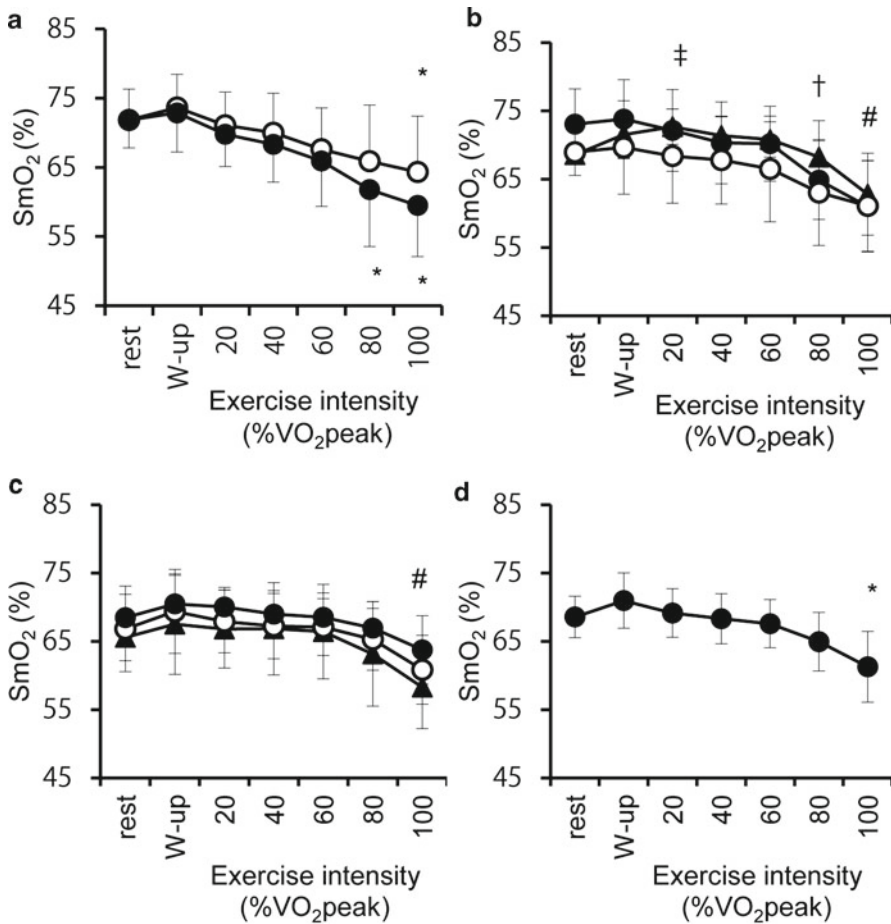 a
85
75
65
55
45
SmO₂ (%)
*
*
*
rest
W-up
20
40
60
80
100
Exercise intensity
(%VO₂peak)
b
85
75
65
55
45
SmO₂ (%)
‡
†
#
rest
W-up
20
40
60
80
100
Exercise intensity
(%VO₂peak)
c
85
75
65
55
45
SmO₂ (%)
#
rest
W-up
20
40
60
80
100
Exercise intensity
(%VO₂peak)
d
85
75
65
55
45
SmO₂ (%)
*
rest
W-up
20
40
60
80
100
Exercise intensity
(%VO₂peak)